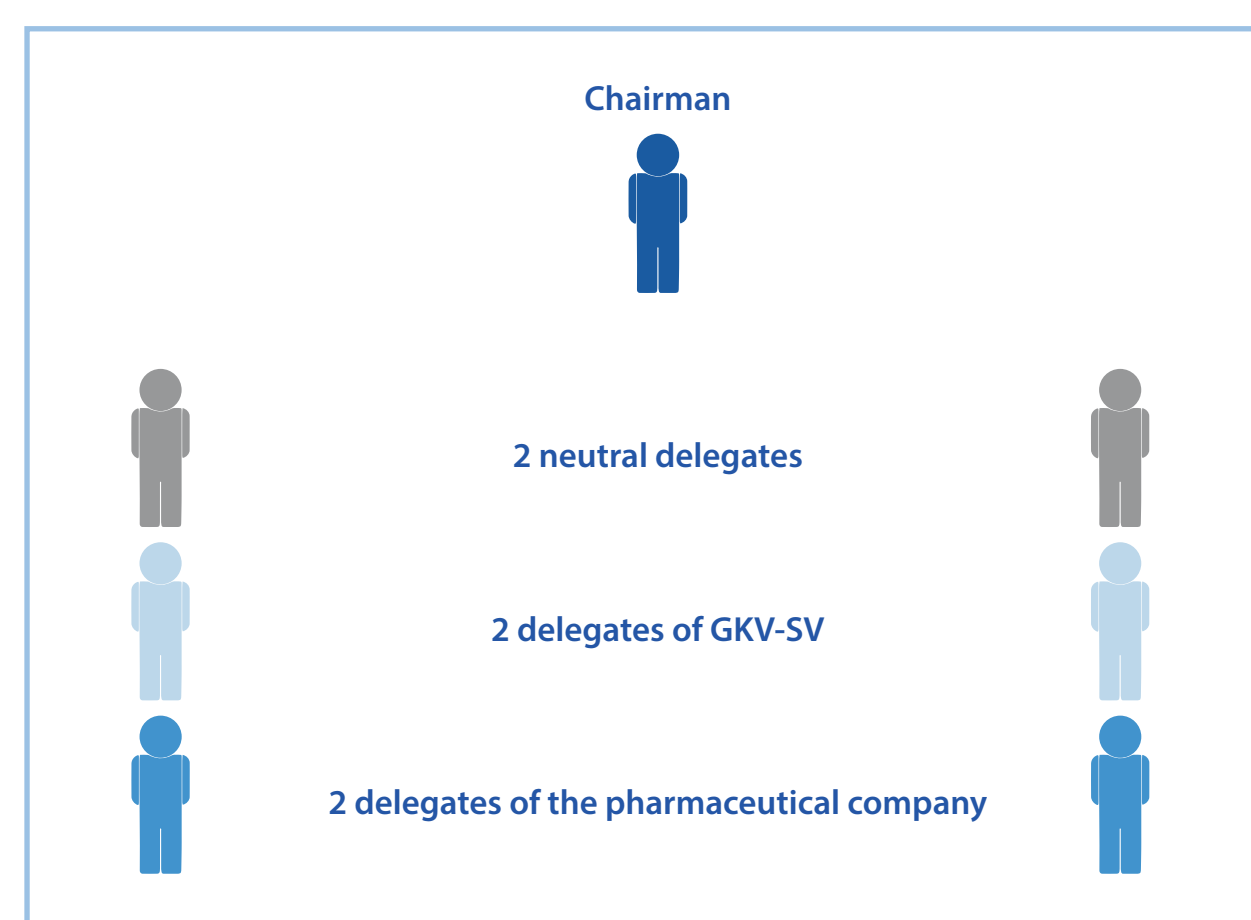 Chairman
2 neutral delegates
2 delegates of GKV-SV
2 delegates of the pharmaceutical company